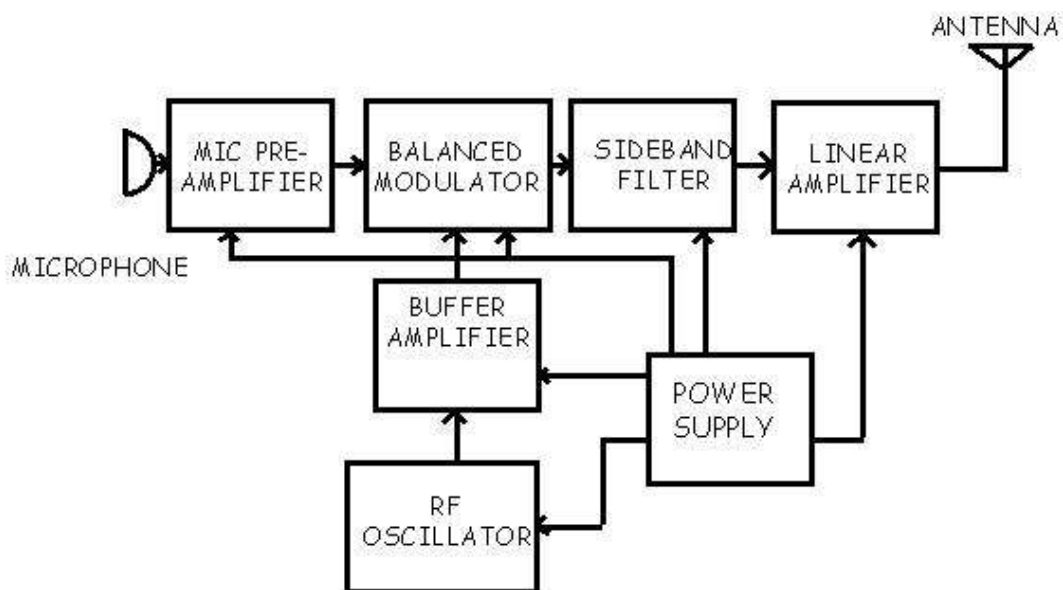 ANTENNA
MIC PRE-
AMPLIFIER
BALANCED
MODULATOR
SIDEBAND
FILTER
LINEAR
AMPLIFIER
MICROPHONE
BUFFER
AMPLIFIER
POWER
SUPPLY
RF
OSCILLATOR